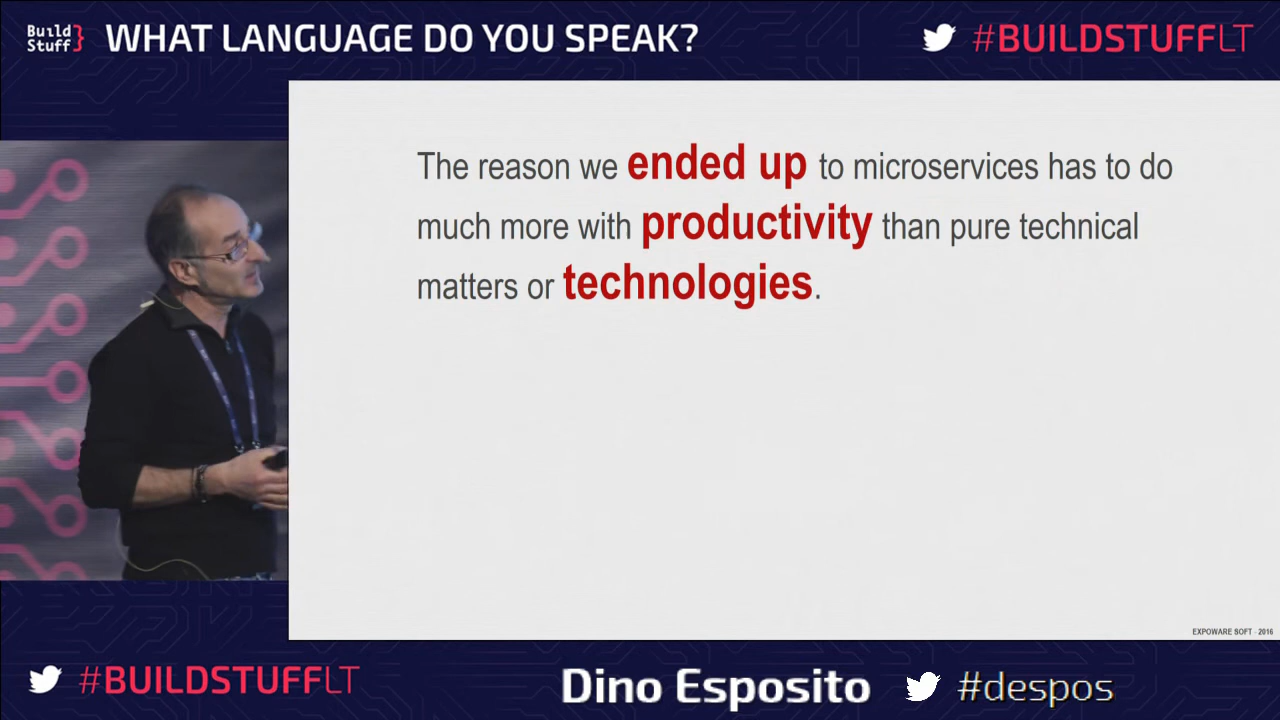 Build Stuff}
WHAT LANGUAGE DO YOU SPEAK?
#BUILDSTUFFLT
The reason we ended up to microservices has to do
much more with productivity than pure technical
matters or technologies.
EXPOWARE SOFT - 2016
#BUILDSTUFFLT
Dino Esposito
#despos